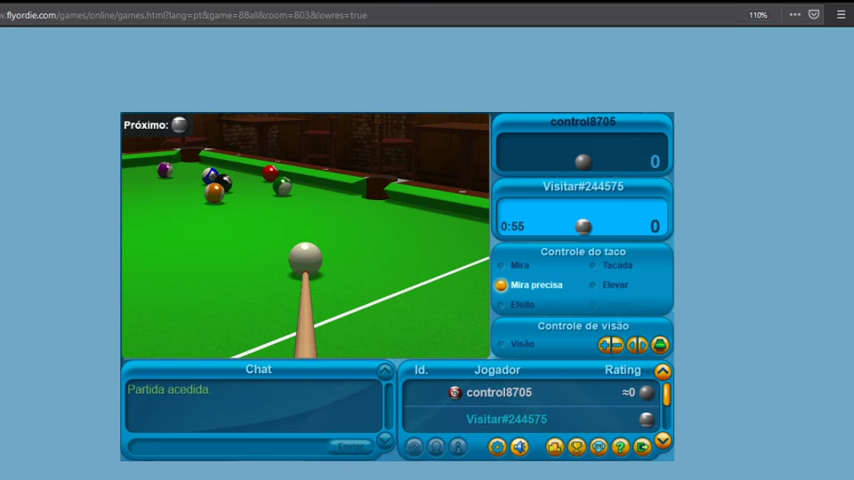 w.flyordie.com/games/online/games.html?lang=pt&game=8Ball&room=803&lowres=true
110%
Próximo:
control8705
0
Visitar#244575
0:55
0
Controle do taco
Mira
Tacada
Mira precisa
Elevar
Efeito
Controle de visão
Visão
Chat
Partida acedida.
Enviar
Id.
Jogador
Rating
control8705
≈0
Visitar#244575